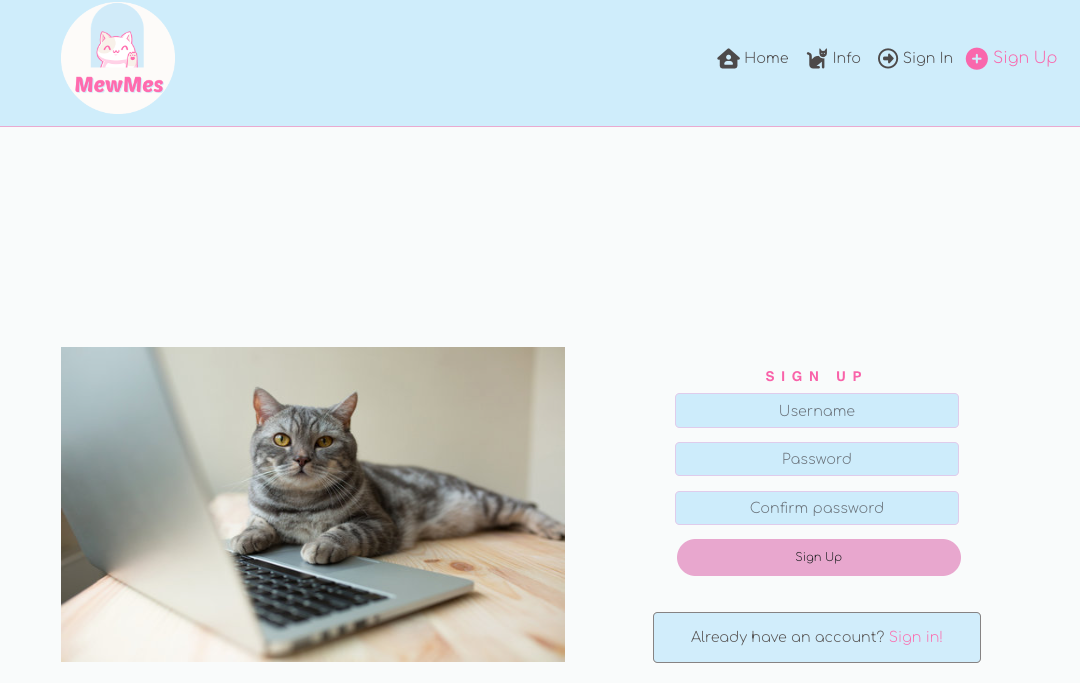 MewMes
Home Info Sign In Sign Up
SIGN UP
Username
Password
Confirm password
Sign Up
Already have an account? Sign in!